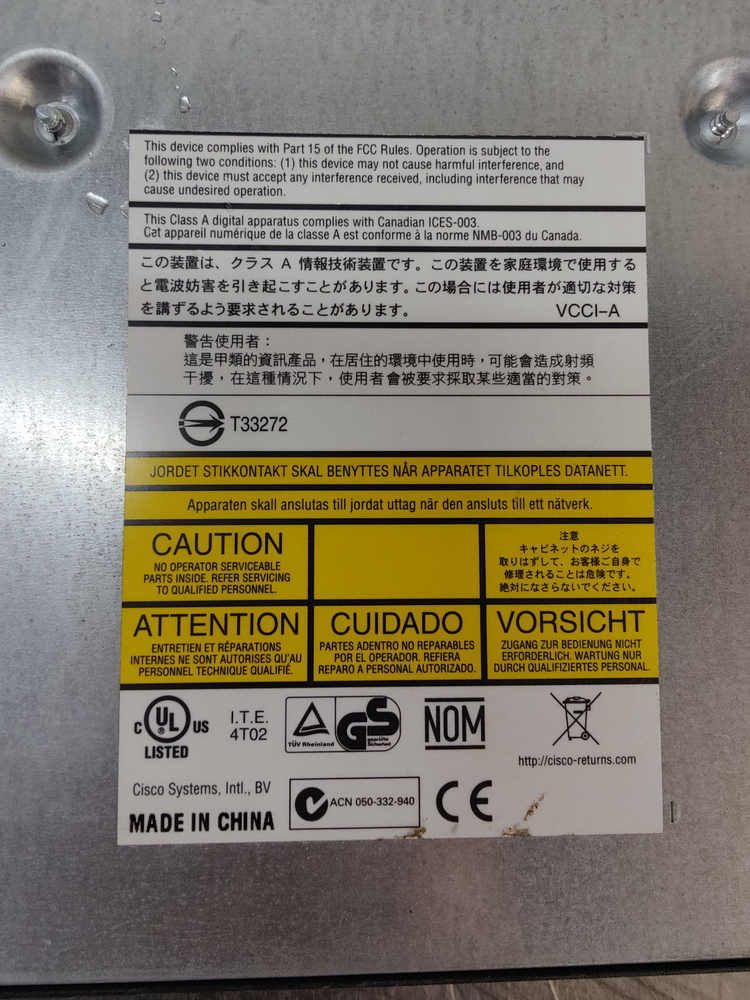 This device complies with Part 15 of the FCC Rules. Operation is subject to the
following two conditions: (1) this device may not cause harmful interference, and
(2) this device must accept any interference received, including interference that may
cause undesired operation.
This Class A digital apparatus complies with Canadian ICES-003.
Cet appareil numérique de la classe A est conforme à la norme NMB-003 du Canada.
この装置は、クラス A 情報技術装置です。この装置を家庭環境で使用する
と電波妨害を引き起こすことがあります。この場合には使用者が適切な対策
を講ずるよう要求されることがあります。 VCCI-A
警告使用者：
這是甲類的資訊產品，在居住的環境中使用時，可能會造成射頻
干擾，在這種情況下，使用者會被要求採取某些適當的對策。
T33272
JORDET STIKKONTAKT SKAL BENYTTES NÅR APPARATET TILKOPLES DATANETT.
Apparaten skall anslutas till jordat uttag när den ansluts till ett nätverk.
CAUTION
NO OPERATOR SERVICEABLE
PARTS INSIDE. REFER SERVICING
TO QUALIFIED PERSONNEL.
注意
キャビネットのネジを
取りはずして、お客様ご自身で
修理されることは危険です。
絶対になさらないでください。
ATTENTION
ENTRETIEN ET RÉPARATIONS
INTERNES NE SONT AUTORISES QU'AU
PERSONNEL TECHNIQUE QUALIFIÉ.
CUIDADO
PARTES ADENTRO NO REPARABLES
POR EL OPERADOR. REFIERA
REPARO A PERSONAL AUTORIZADO.
VORSICHT
ZUGANG ZUR BEDIENUNG NICHT
ERFORDERLICH. WARTUNG NUR
DURCH QUALIFIZIERTES PERSONAL.
C UL US
LISTED
I.T.E.
4T02
TÜV Rheinland
GS
geprüfte
Sicherheit
NOM
http://cisco-returns.com
Cisco Systems, Intl., BV
MADE IN CHINA
ACN 050-332-940
CE